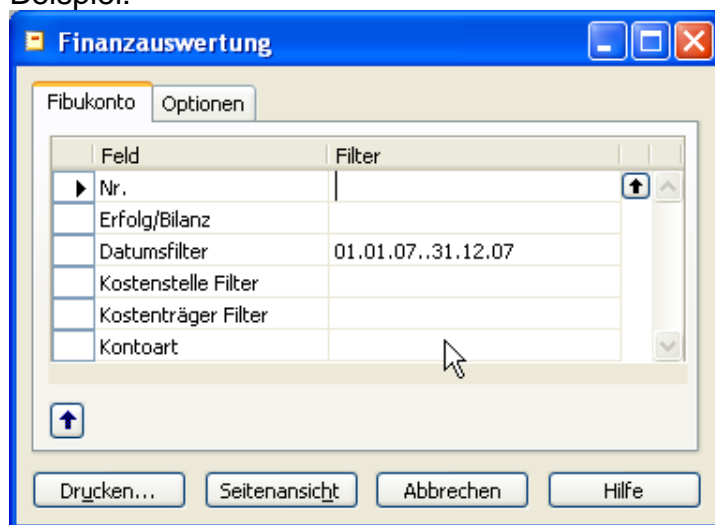 Beispiel:
Finanzauswertung
Fibukonto Optionen
Feld Filter
Nr.
Erfolg/Bilanz
Datumsfilter 01.01.07..31.12.07
Kostenstelle Filter
Kostenträger Filter
Kontoart
Drucken... Seitenansicht Abbrechen Hilfe